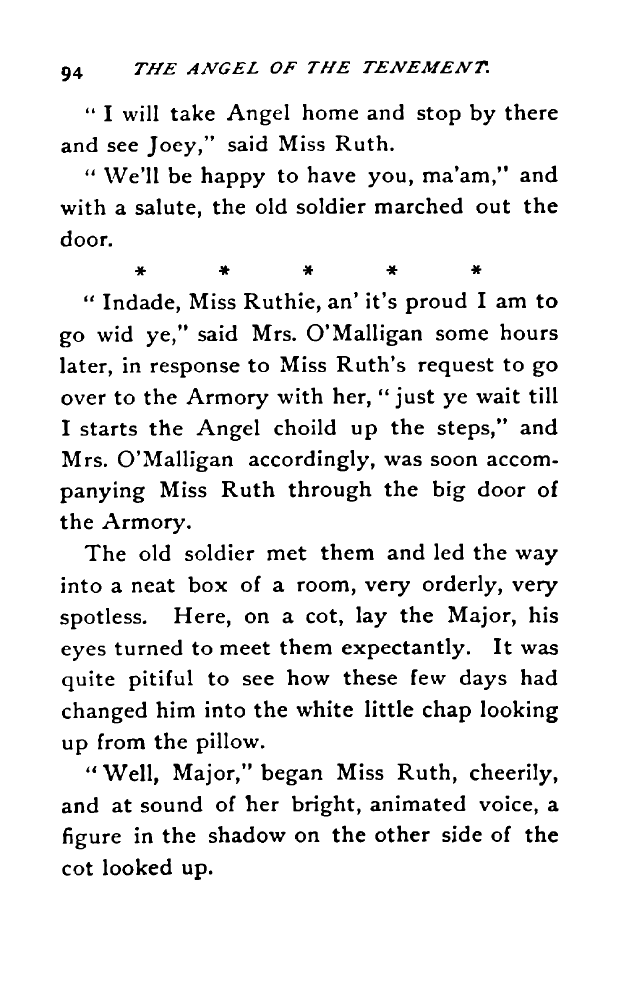 94 THE ANGEL OF THE TENEMENT.
“ I will take Angel home and stop by there
and see Joey,” said Miss Ruth.
“ We'll be happy to have you, ma'am,” and
with a salute, the old soldier marched out the
door.
* * * * *
“ Indade, Miss Ruthie, an’ it's proud I am to
go wid ye,” said Mrs. O'Malligan some hours
later, in response to Miss Ruth's request to go
over to the Armory with her, “ just ye wait till
I starts the Angel choild up the steps,” and
Mrs. O'Malligan accordingly, was soon accom-
panying Miss Ruth through the big door of
the Armory.
The old soldier met them and led the way
into a neat box of a room, very orderly, very
spotless. Here, on a cot, lay the Major, his
eyes turned to meet them expectantly. It was
quite pitiful to see how these few days had
changed him into the white little chap looking
up from the pillow.
“ Well, Major,” began Miss Ruth, cheerily,
and at sound of her bright, animated voice, a
figure in the shadow on the other side of the
cot looked up.